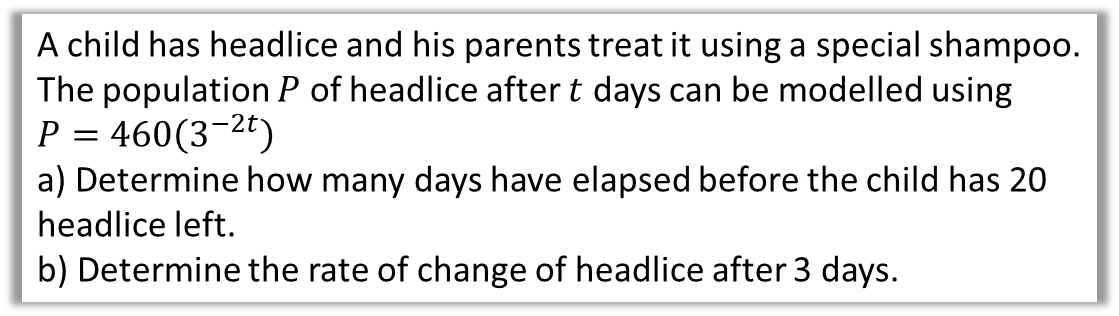 A child has headlice and his parents treat it using a special shampoo.
The population P of headlice after t days can be modelled using
P = 460(3⁻²ᵗ)
a) Determine how many days have elapsed before the child has 20
headlice left.
b) Determine the rate of change of headlice after 3 days.